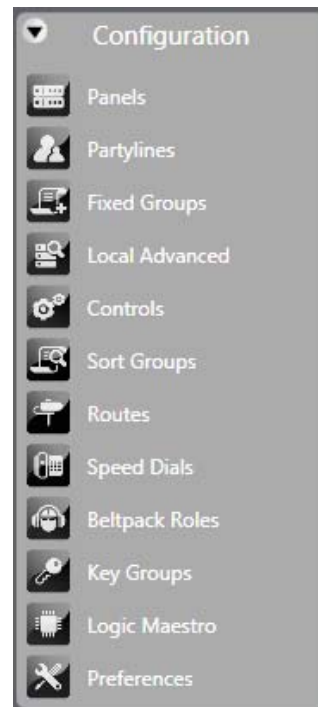 Configuration
Panels
Partylines
Fixed Groups
Local Advanced
Controls
Sort Groups
Routes
Speed Dials
Beltpack Roles
Key Groups
Logic Maestro
Preferences